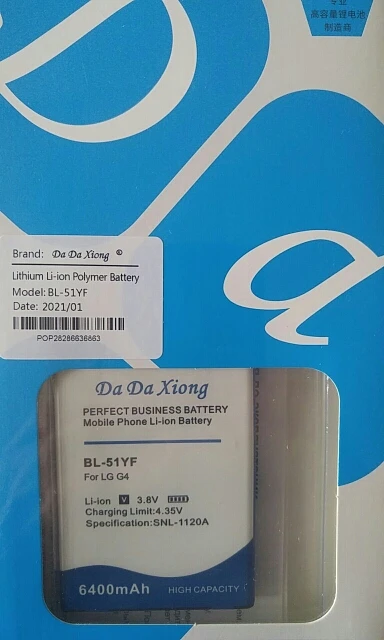 专业
高容量锂电池
制造商
Brand: Da Da Xiong ©
Lithium Li-ion Polymer Battery
Model:BL-51YF
Date: 2021/01
POP28286636863
Da Da Xiong
PERFECT BUSINESS BATTERY
Mobile Phone Li-ion Battery
BL-51YF
For LG G4
Li-ion V 3.8V
Charging Limit:4.35V
Specification:SNL-1120A
6400mAh HIGH CAPACITY